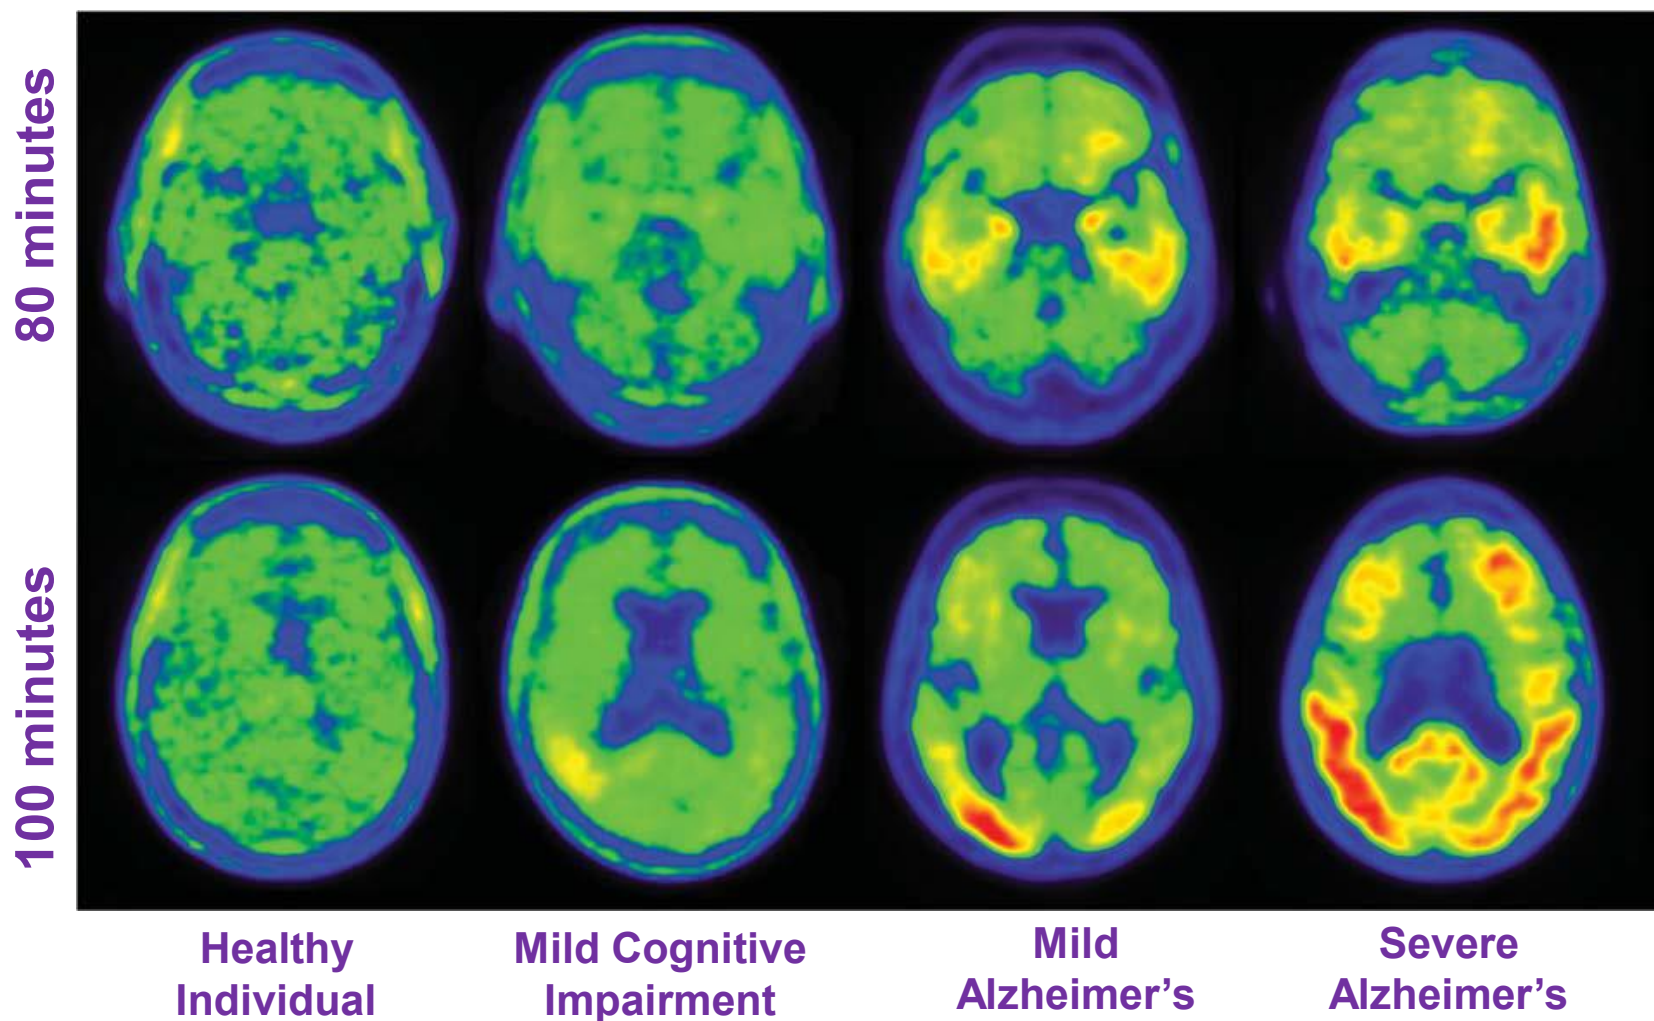 80 minutes
100 minutes
Healthy
Individual
Mild Cognitive
Impairment
Mild
Alzheimer’s
Severe
Alzheimer’s